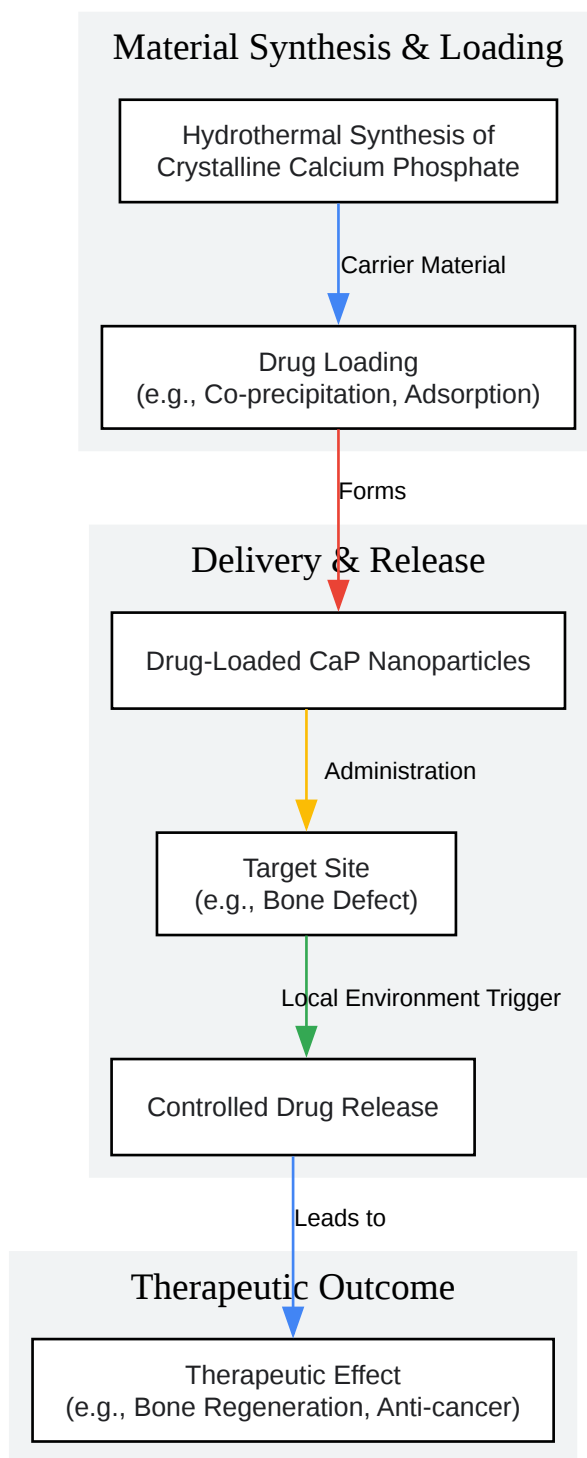 Material Synthesis & Loading
Hydrothermal Synthesis of
Crystalline Calcium Phosphate
Carrier Material
Drug Loading
(e.g., Co-precipitation, Adsorption)
Forms
Delivery & Release
Drug-Loaded CaP Nanoparticles
Administration
Target Site
(e.g., Bone Defect)
Local Environment Trigger
Controlled Drug Release
Leads to
Therapeutic Outcome
Therapeutic Effect
(e.g., Bone Regeneration, Anti-cancer)